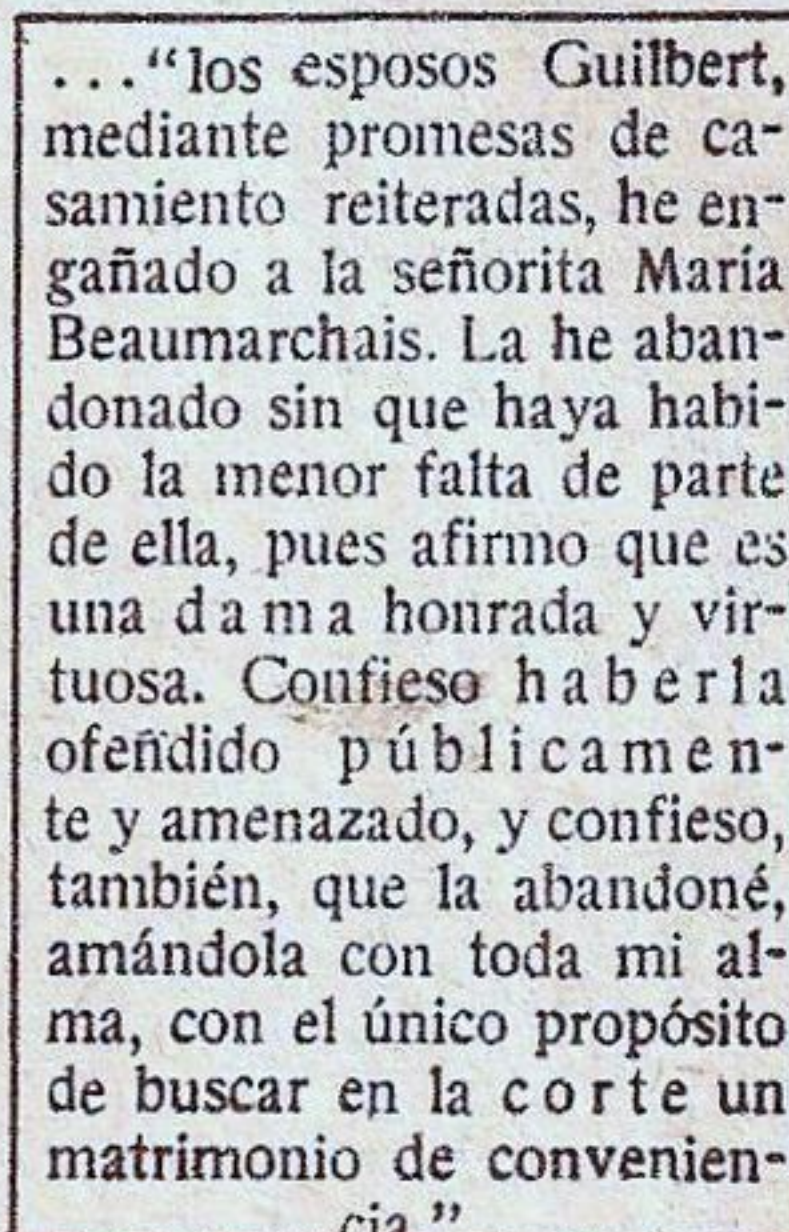 ..."los esposos Guilbert,
mediante promesas de ca-
samiento reiteradas, he en-
gañado a la señorita María
Beaumarchais. La he aban-
donado sin que haya habi-
do la menor falta de parte
de ella, pues afirmo que es
una dama honrada y vir-
tuosa. Confieso haberla
ofendido públicamen-
te y amenazado, y confieso,
también, que la abandoné,
amándola con toda mi al-
ma, con el único propósito
de buscar en la corte un
matrimonio de convenien-
cia."